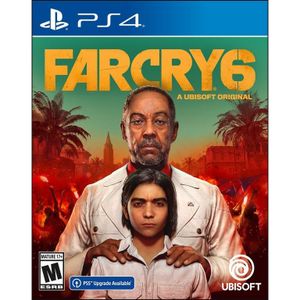 PS4
FARCRY6
A UBISOFT ORIGINAL
MATURE 17+
M
ESRB
PS5 Upgrade Available
UBISOFT